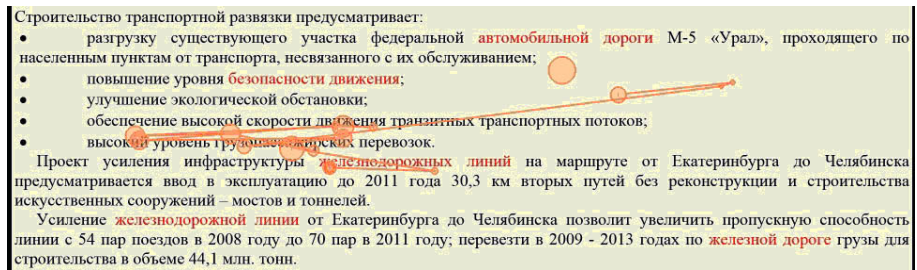 Строительство транспортной развязки предусматривает:
• разгрузку существующего участка федеральной автомобильной дороги М-5 «Урал», проходящего по
населенным пунктам от транспорта, несвязанного с их обслуживанием;
• повышение уровня безопасности движения;
• улучшение экологической обстановки;
• обеспечение высокой скорости движения транзитных транспортных потоков;
• высокий уровень грузопассажирских перевозок.
Проект усиления инфраструктуры железнодорожных линий на маршруте от Екатеринбурга до Челябинска
предусматривается ввод в эксплуатацию до 2011 года 30,3 км вторых путей без реконструкции и строительства
искусственных сооружений – мостов и тоннелей.
Усиление железнодорожной линии от Екатеринбурга до Челябинска позволит увеличить пропускную способность
линии с 54 пар поездов в 2008 году до 70 пар в 2011 году; перевезти в 2009 - 2013 годах по железной дороге грузы для
строительства в объеме 44,1 млн. тонн.